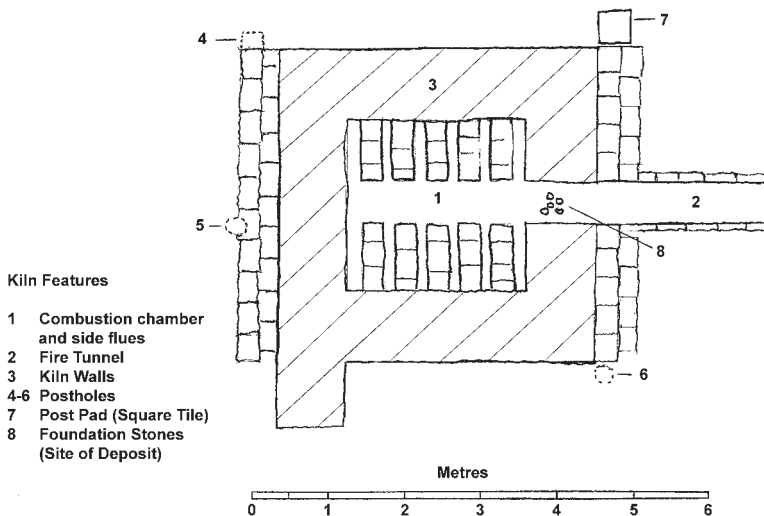 4
7
3
1
2
5
8
6
Kiln Features
1 Combustion chamber
and side flues
2 Fire Tunnel
3 Kiln Walls
4-6 Postholes
7 Post Pad (Square Tile)
8 Foundation Stones
(Site of Deposit)
Metres
0 1 2 3 4 5 6